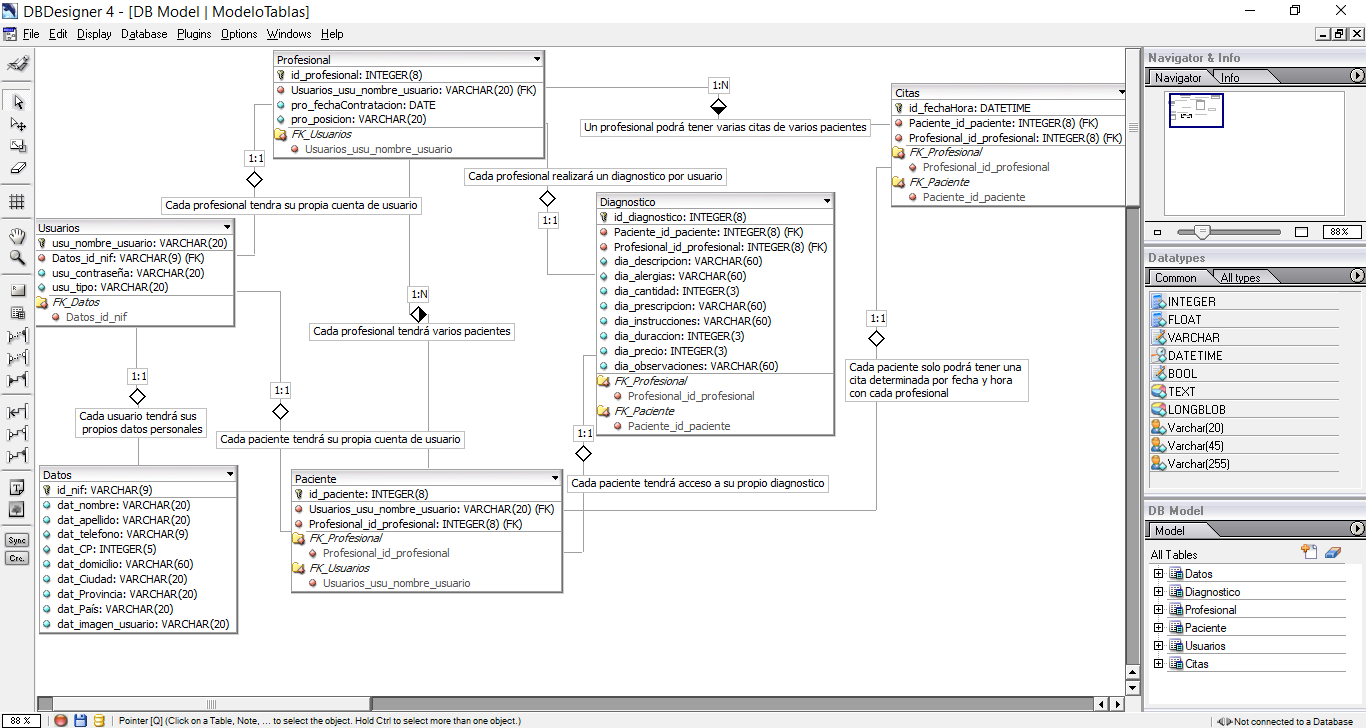 DBDesigner 4 - [DB Model | ModeloTablas]
File Edit Display Database Plugins Options Windows Help
Profesional
id_profesional: INTEGER(8)
Usuarios_usu_nombre_usuario: VARCHAR(20) (FK)
pro_fechaContratacion: DATE
pro_posicion: VARCHAR(20)
FK_Usuarios
Usuarios_usu_nombre_usuario
1:N
Un profesional podrá tener varias citas de varios pacientes
Citas
id_fechaHora: DATETIME
Paciente_id_paciente: INTEGER(8) (FK)
Profesional_id_profesional: INTEGER(8) (FK)
FK_Profesional
Profesional_id_profesional
FK_Paciente
Paciente_id_paciente
1:1
Cada profesional tendra su propia cuenta de usuario
Cada profesional realizará un diagnostico por usuario
1:1
Usuarios
usu_nombre_usuario: VARCHAR(20)
Datos_id_nif: VARCHAR(9) (FK)
usu_contraseña: VARCHAR(20)
usu_tipo: VARCHAR(20)
FK_Datos
Datos_id_nif
Diagnostico
id_diagnostico: INTEGER(8)
Paciente_id_paciente: INTEGER(8) (FK)
Profesional_id_profesional: INTEGER(8) (FK)
dia_descripcion: VARCHAR(60)
dia_alergias: VARCHAR(60)
dia_cantidad: INTEGER(3)
dia_prescripcion: VARCHAR(60)
dia_instrucciones: VARCHAR(60)
dia_duraccion: INTEGER(3)
dia_precio: INTEGER(3)
dia_observaciones: VARCHAR(60)
FK_Profesional
Profesional_id_profesional
FK_Paciente
Paciente_id_paciente
1:N
Cada profesional tendrá varios pacientes
1:1
Cada paciente solo podrá tener una
cita determinada por fecha y hora
con cada profesional
1:1
Cada usuario tendrá sus
propios datos personales
1:1
Cada paciente tendrá su propia cuenta de usuario
1:1
Cada paciente tendrá acceso a su propio diagnostico
Datos
id_nif: VARCHAR(9)
dat_nombre: VARCHAR(20)
dat_apellido: VARCHAR(20)
dat_telefono: VARCHAR(9)
dat_CP: INTEGER(5)
dat_domicilio: VARCHAR(60)
dat_Ciudad: VARCHAR(20)
dat_Provincia: VARCHAR(20)
dat_País: VARCHAR(20)
dat_imagen_usuario: VARCHAR(20)
Paciente
id_paciente: INTEGER(8)
Usuarios_usu_nombre_usuario: VARCHAR(20) (FK)
Profesional_id_profesional: INTEGER(8) (FK)
FK_Profesional
Profesional_id_profesional
FK_Usuarios
Usuarios_usu_nombre_usuario
Sync
Cre.
Navigator & Info
Navigator Info
88%
Datatypes
Common All types
INTEGER
FLOAT
VARCHAR
DATETIME
BOOL
TEXT
LONGBLOB
Varchar(20)
Varchar(45)
Varchar(255)
DB Model
Model
All Tables
Datos
Diagnostico
Profesional
Paciente
Usuarios
Citas
88 % Pointer [Q] (Click on a Table, Note, ... to select the object. Hold Ctrl to select more than one object.) Not connected to a Database